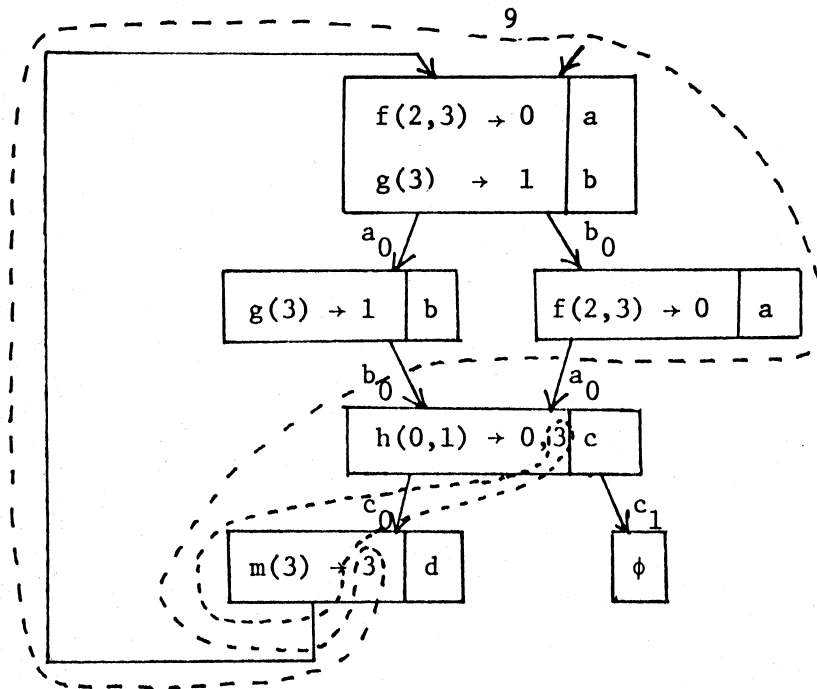 9
f(2,3) → 0 a
g(3) → 1 b
a0 b0
g(3) → 1 b f(2,3) → 0 a
b0 a0
h(0,1) → 0,3 c
c0 c1
m(3) → 3 d ϕ